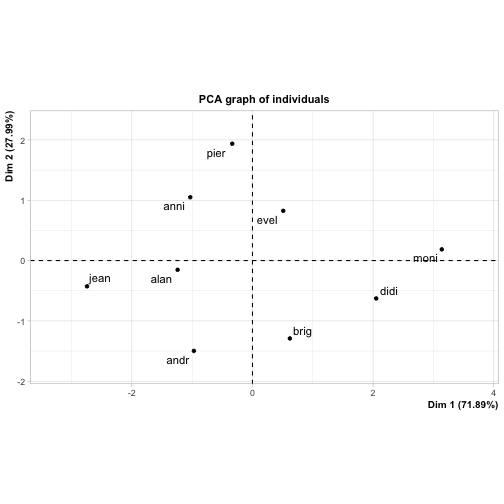 PCA graph of individuals
Dim 2 (27.99%)
2
pier
1
anni
evel
0
moni
jean
alan
didi
-1
brig
andr
-2
-2
0
2
4
Dim 1 (71.89%)